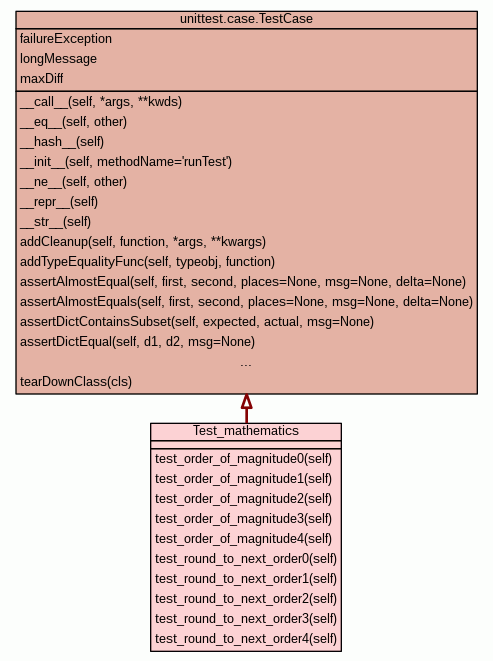 unittest.case.TestCase
failureException
longMessage
maxDiff
__call__(self, *args, **kwds)
__eq__(self, other)
__hash__(self)
__init__(self, methodName='runTest')
__ne__(self, other)
__repr__(self)
__str__(self)
addCleanup(self, function, *args, **kwargs)
addTypeEqualityFunc(self, typeobj, function)
assertAlmostEqual(self, first, second, places=None, msg=None, delta=None)
assertAlmostEquals(self, first, second, places=None, msg=None, delta=None)
assertDictContainsSubset(self, expected, actual, msg=None)
assertDictEqual(self, d1, d2, msg=None)
...
tearDownClass(cls)
Test_mathematics
test_order_of_magnitude0(self)
test_order_of_magnitude1(self)
test_order_of_magnitude2(self)
test_order_of_magnitude3(self)
test_order_of_magnitude4(self)
test_round_to_next_order0(self)
test_round_to_next_order1(self)
test_round_to_next_order2(self)
test_round_to_next_order3(self)
test_round_to_next_order4(self)